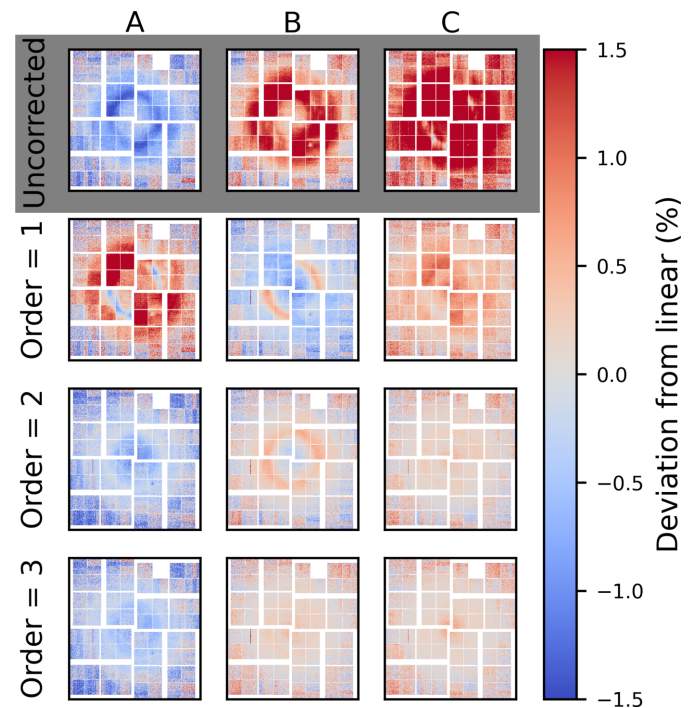 A B C
Uncorrected
Order = 1
Order = 2
Order = 3
1.5
1.0
0.5
0.0
−0.5
−1.0
−1.5
Deviation from linear (%)